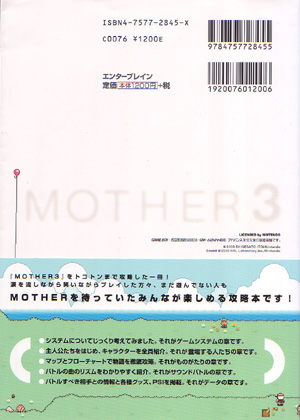 ISBN4-7577-2845-X
C0076 ¥1200E
9784757728455
エンターブレイン
定価 本体1200円 +税
1920076012006
MOTHER3
LICENSED by NINTENDO
『MOTHER3』をトコトンまで攻略した一冊!
涙を流しながら笑いながらプレイした方々、まだ遊んでない人も
MOTHERを待っていたみんなが楽しめる攻略本です!
●システムについてしっくり考えてみました。それがゲームシステムの章です。
●主人公たちをはじめ、キャラクターを全員紹介。それが登場する人たちの章です。
●マップとフローチャートで物語を徹底攻略。それがものがたりの章です。
●バトルの曲のリズムをわかりやすく紹介。それがサウンドバトルの章です。
●バトルすべき相手との情報と各種グッズ、PSIを掲載。それがデータの章です。